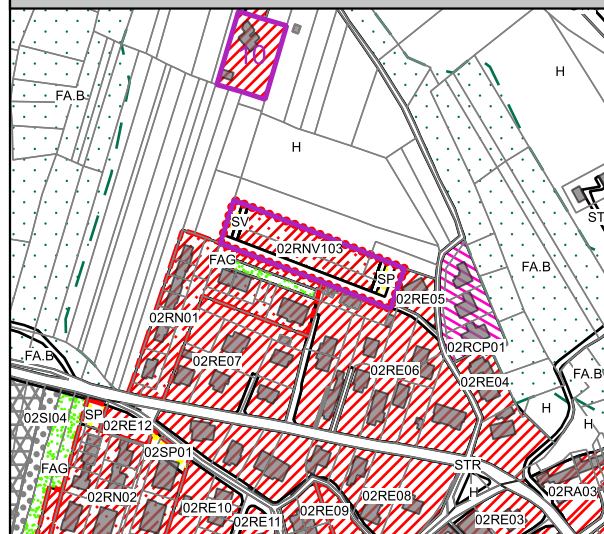 10
H
FA.B
H
ST
SV
02RNV103
FAG
SP
FA.B
02RE05
02RN01
02RCP01
FA.B
02RE07
02RE06
02RE04
FA.B
02SI04
SP
02RE12
H
H
02SP01
FAG
STR
02RN02
H
02RA03
02RE10
02RE08
02RE11
02RE09
02RE03